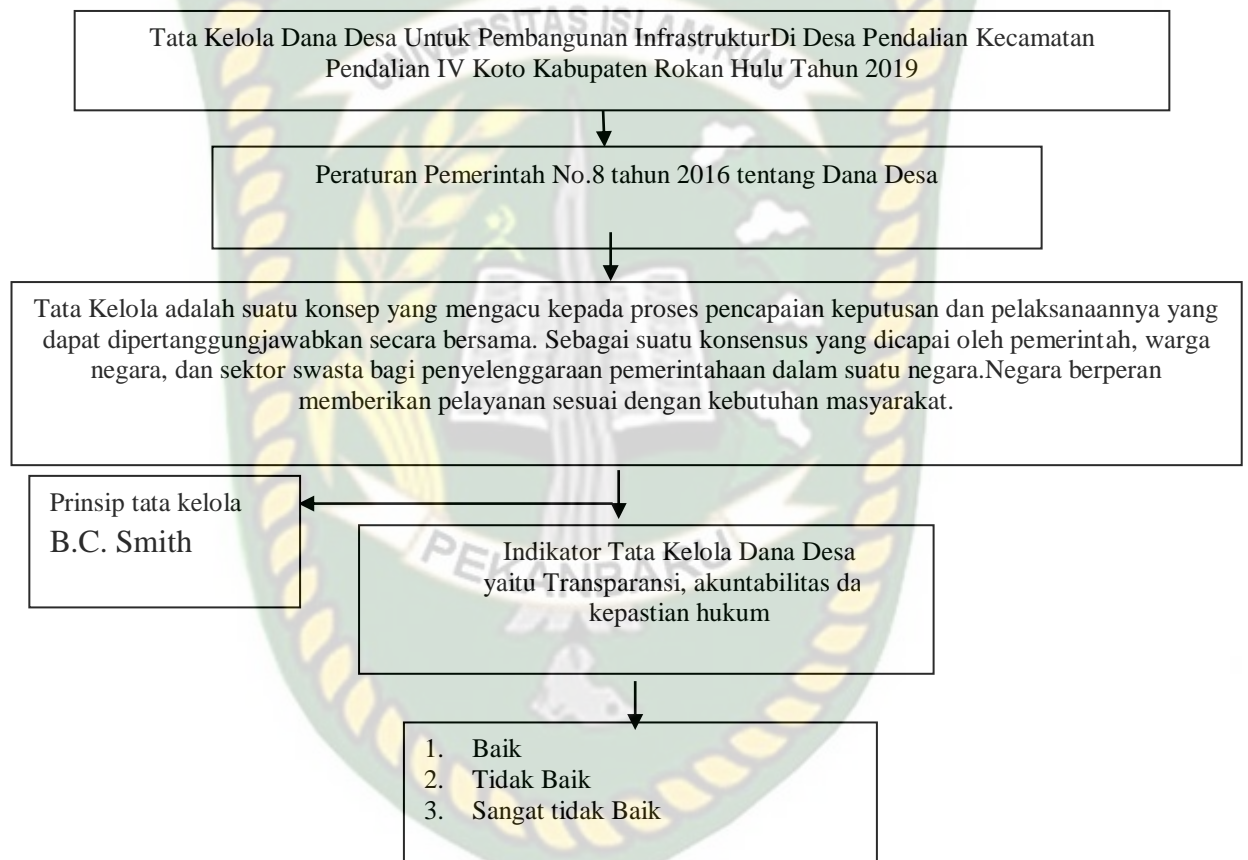 UNIVERSITAS ISLAM RIAU
Tata Kelola Dana Desa Untuk Pembangunan InfrastrukturDi Desa Pendalian Kecamatan
Pendalian IV Koto Kabupaten Rokan Hulu Tahun 2019
Peraturan Pemerintah No.8 tahun 2016 tentang Dana Desa
Tata Kelola adalah suatu konsep yang mengacu kepada proses pencapaian keputusan dan pelaksanaannya yang
dapat dipertanggungjawabkan secara bersama. Sebagai suatu konsensus yang dicapai oleh pemerintah, warga
negara, dan sektor swasta bagi penyelenggaraan pemerintahaan dalam suatu negara.Negara berperan
memberikan pelayanan sesuai dengan kebutuhan masyarakat.
Prinsip tata kelola
B.C. Smith
PEKANBARU
Indikator Tata Kelola Dana Desa
yaitu Transparansi, akuntabilitas da
kepastian hukum
1. Baik
2. Tidak Baik
3. Sangat tidak Baik